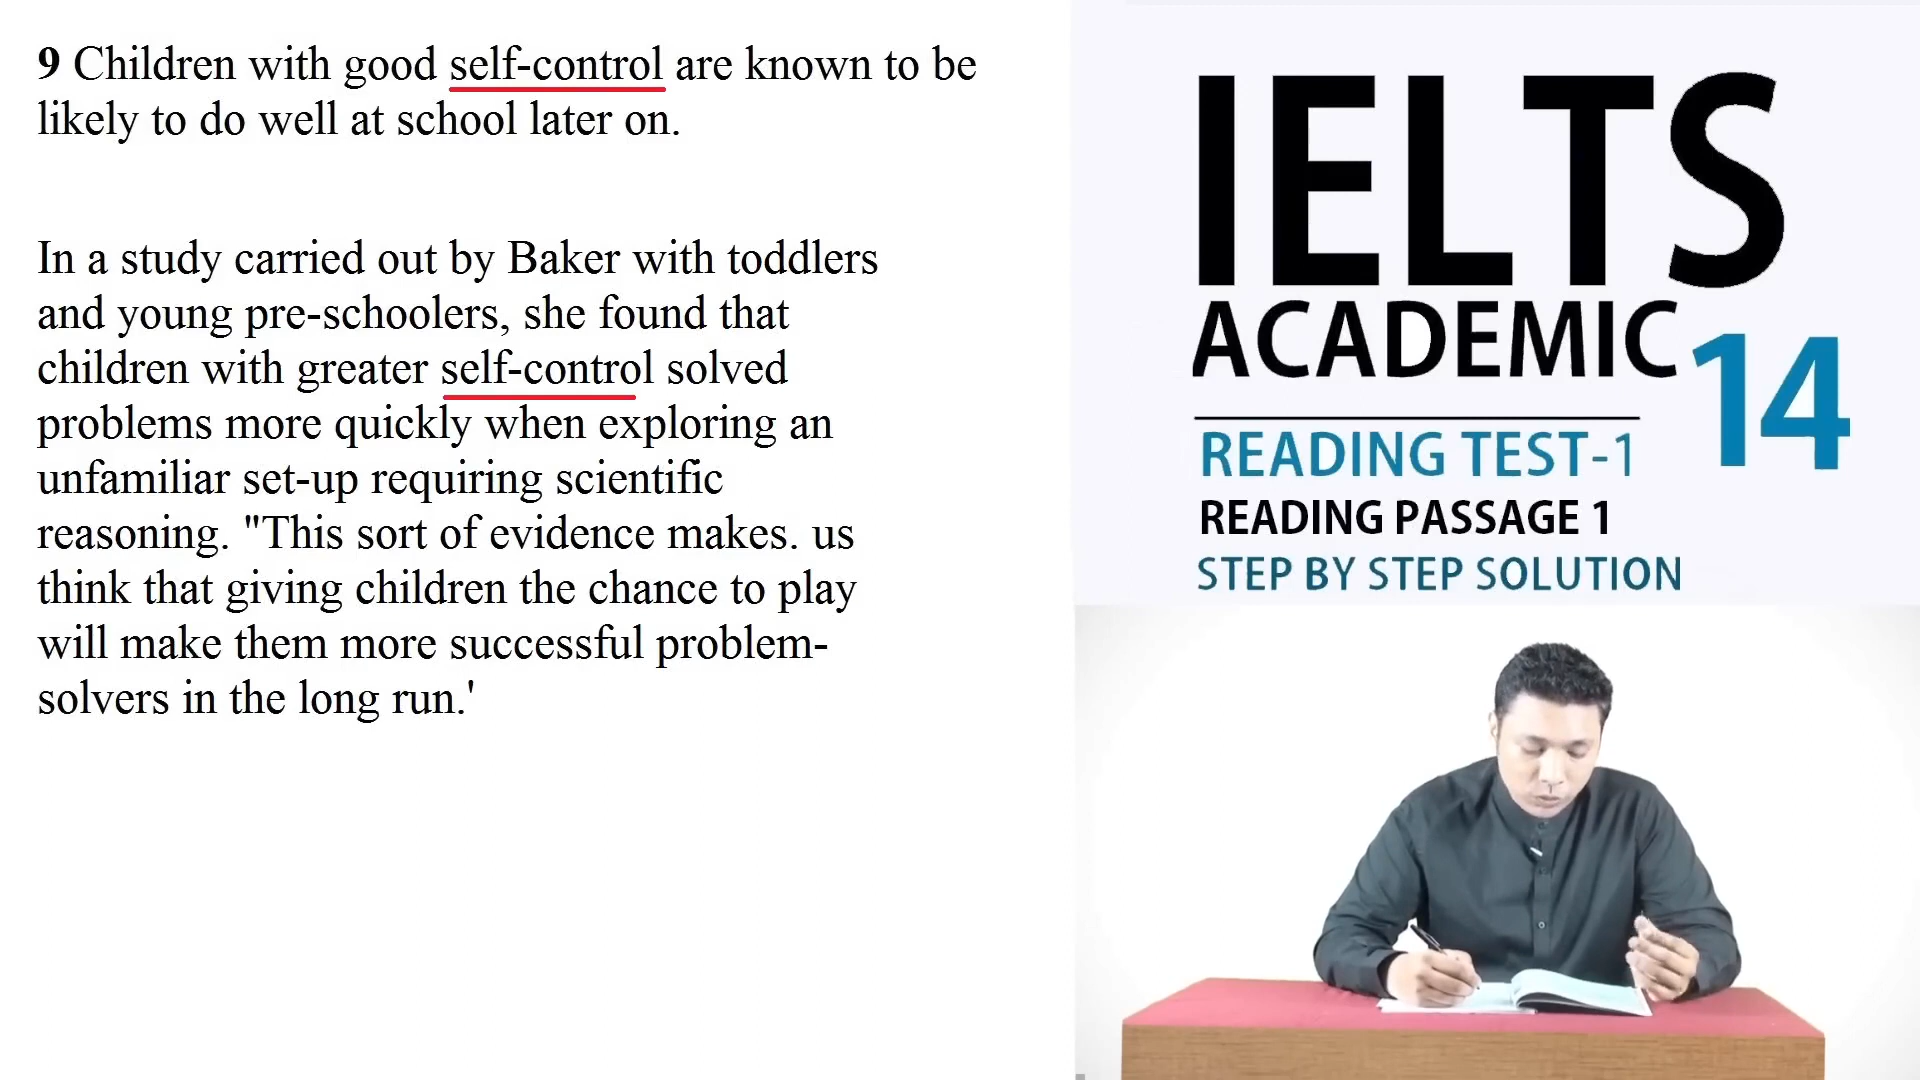 9 Children with good self-control are known to be
likely to do well at school later on.
In a study carried out by Baker with toddlers
and young pre-schoolers, she found that
children with greater self-control solved
problems more quickly when exploring an
unfamiliar set-up requiring scientific
reasoning. "This sort of evidence makes. us
think that giving children the chance to play
will make them more successful problem-
solvers in the long run.'
IELTS
ACADEMIC 14
READING TEST-1
READING PASSAGE 1
STEP BY STEP SOLUTION